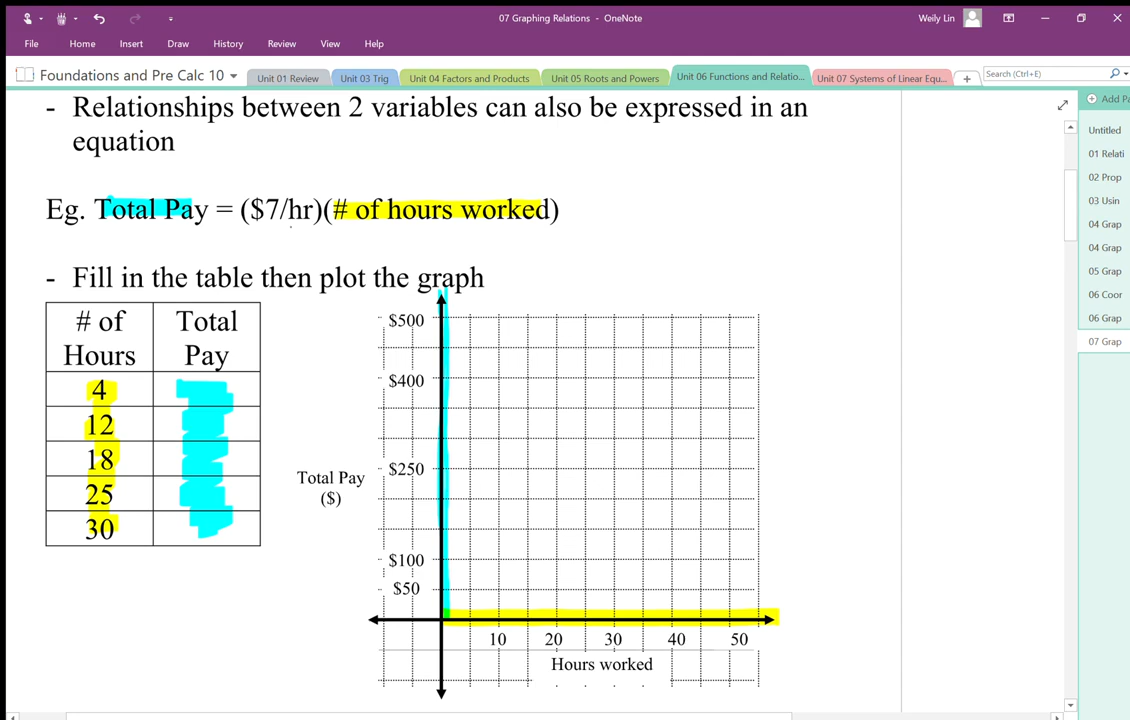 07 Graphing Relations - OneNote
Weily Lin
File Home Insert Draw History Review View Help
Foundations and Pre Calc 10
Unit 01 Review
Unit 03 Trig
Unit 04 Factors and Products
Unit 05 Roots and Powers
Unit 06 Functions and Relatio...
Unit 07 Systems of Linear Equ...
Search (Ctrl+E)
- Relationships between 2 variables can also be expressed in an
equation
Eg. Total Pay = ($7/hr)(# of hours worked)
- Fill in the table then plot the graph
# of Hours
Total Pay
4
12
18
25
30
Total Pay
($)
$500
$400
$250
$100
$50
10 20 30 40 50
Hours worked
Add Pa
Untitled
01 Relati
02 Prop
03 Usin
04 Grap
04 Grap
05 Grap
06 Coor
06 Grap
07 Grap